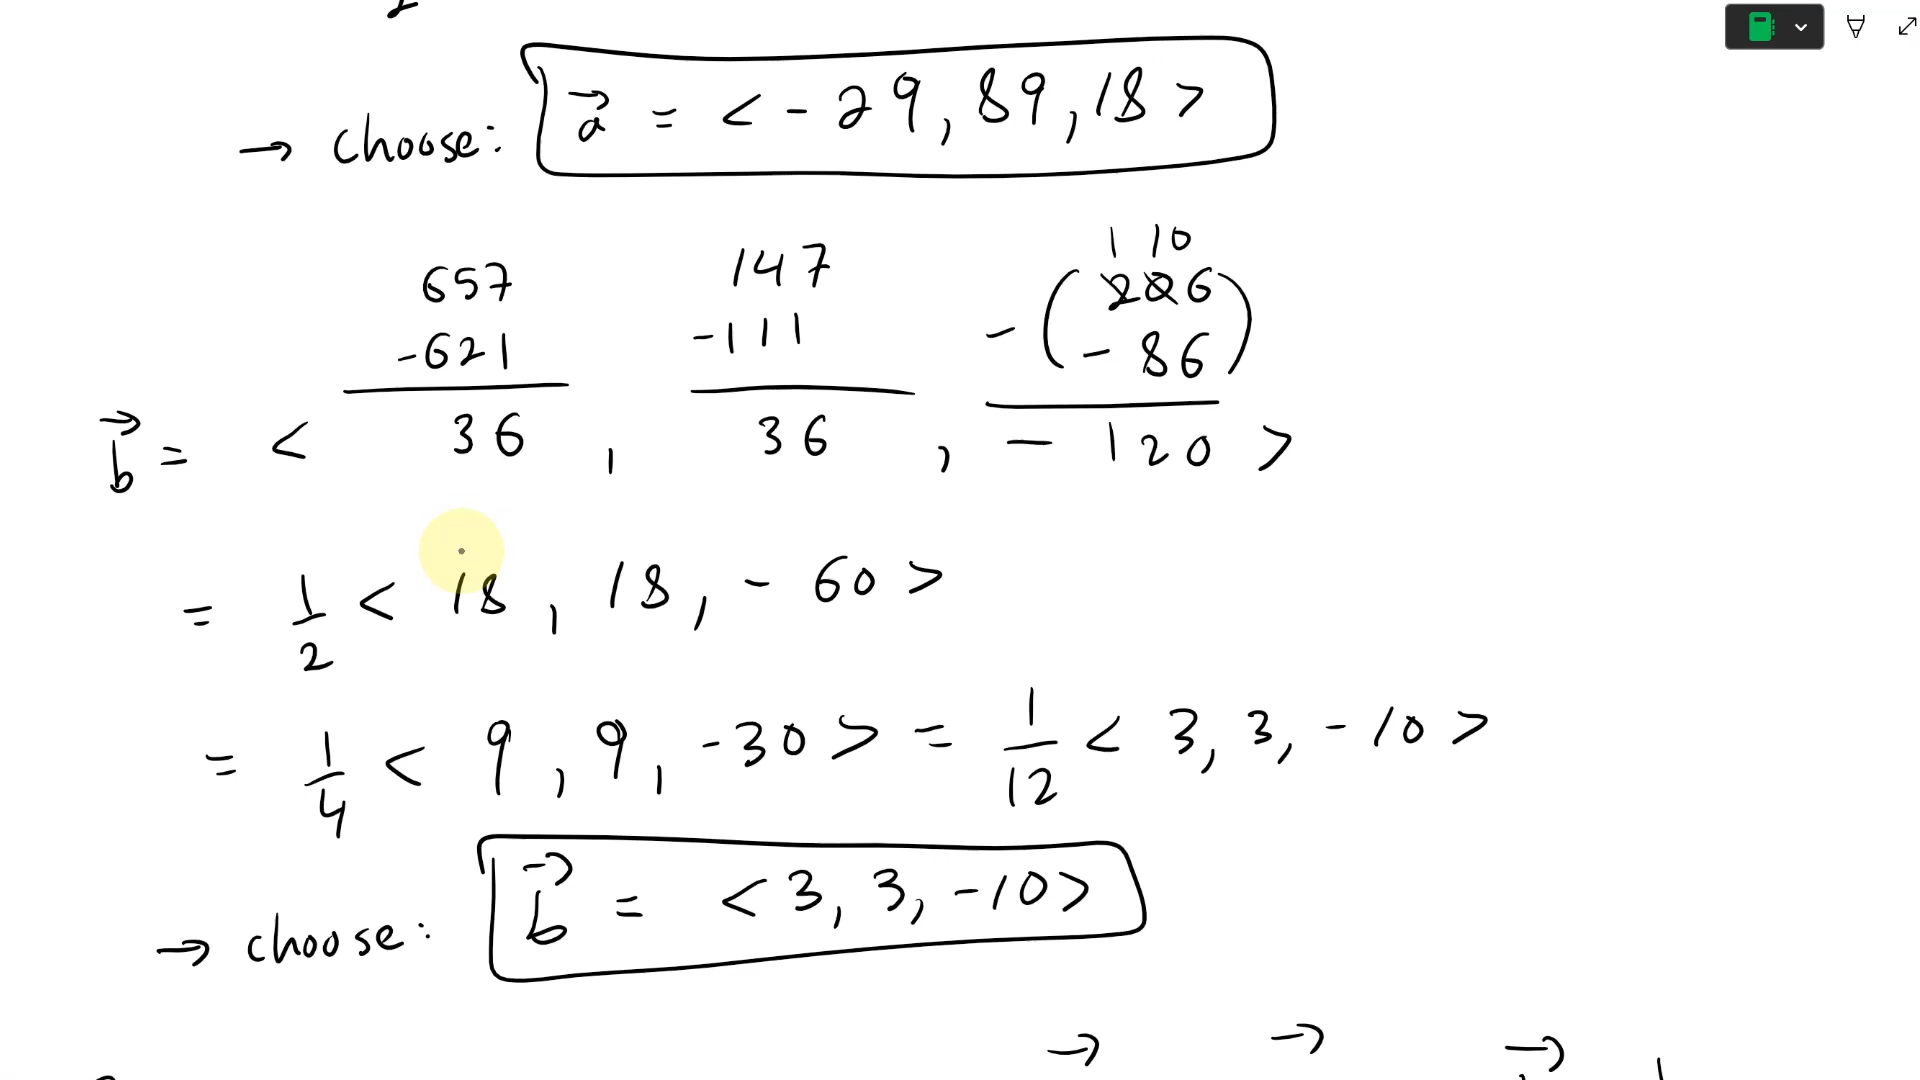 → choose: a⃗ = < - 29, 89, 18 >
1 10
657 147 -(206
-621 -111 - 86)
b⃗ = < 36, 36, - 120 >
= 1/2 < 18, 18, - 60 >
= 1/4 < 9, 9, -30 > = 1/12 < 3, 3, -10 >
→ choose: b⃗ = < 3, 3, -10 >